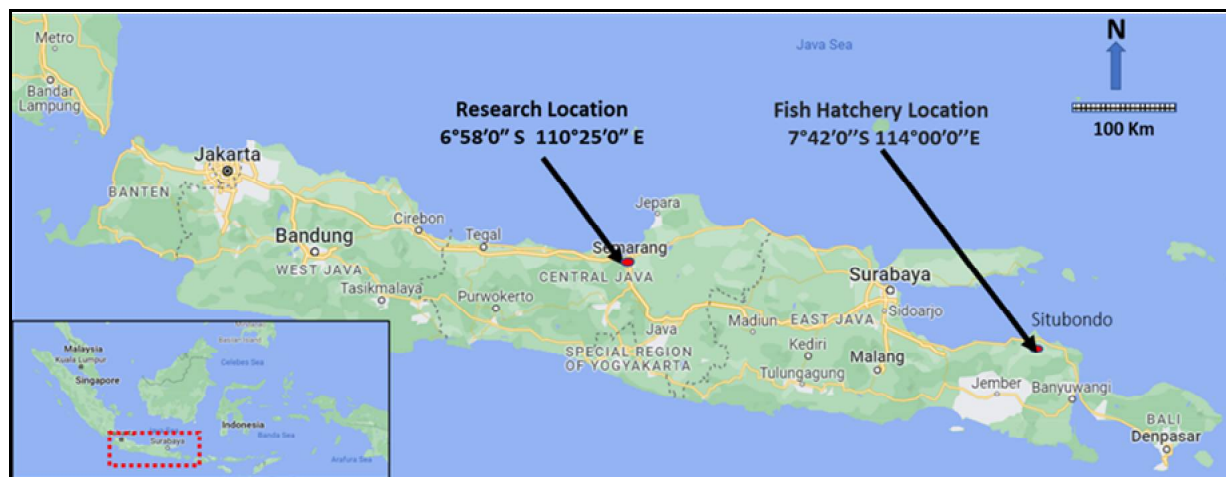 Metro
Bandar
Lampung
Java Sea
N
100 Km
Research Location
6°58’0” S  110°25’0” E
Fish Hatchery Location
7°42’0’’S 114°00’0’’E
Jakarta
BANTEN
Bandung
WEST JAVA
Cirebon
Tegal
Tasikmalaya
Purwokerto
Jepara
Semarang
CENTRAL JAVA
SPECIAL REGION
OF YOGYAKARTA
Java
Surabaya
Sidoarjo
Madiun
EAST JAVA
Kediri
Malang
Tulungagung
Situbondo
Jember
Banyuwangi
BALI
Denpasar
Malaysia
Kuala Lumpur
Singapore
Celebes Sea
Indonesia
Banda Sea
Surabaya
Arafura Sea